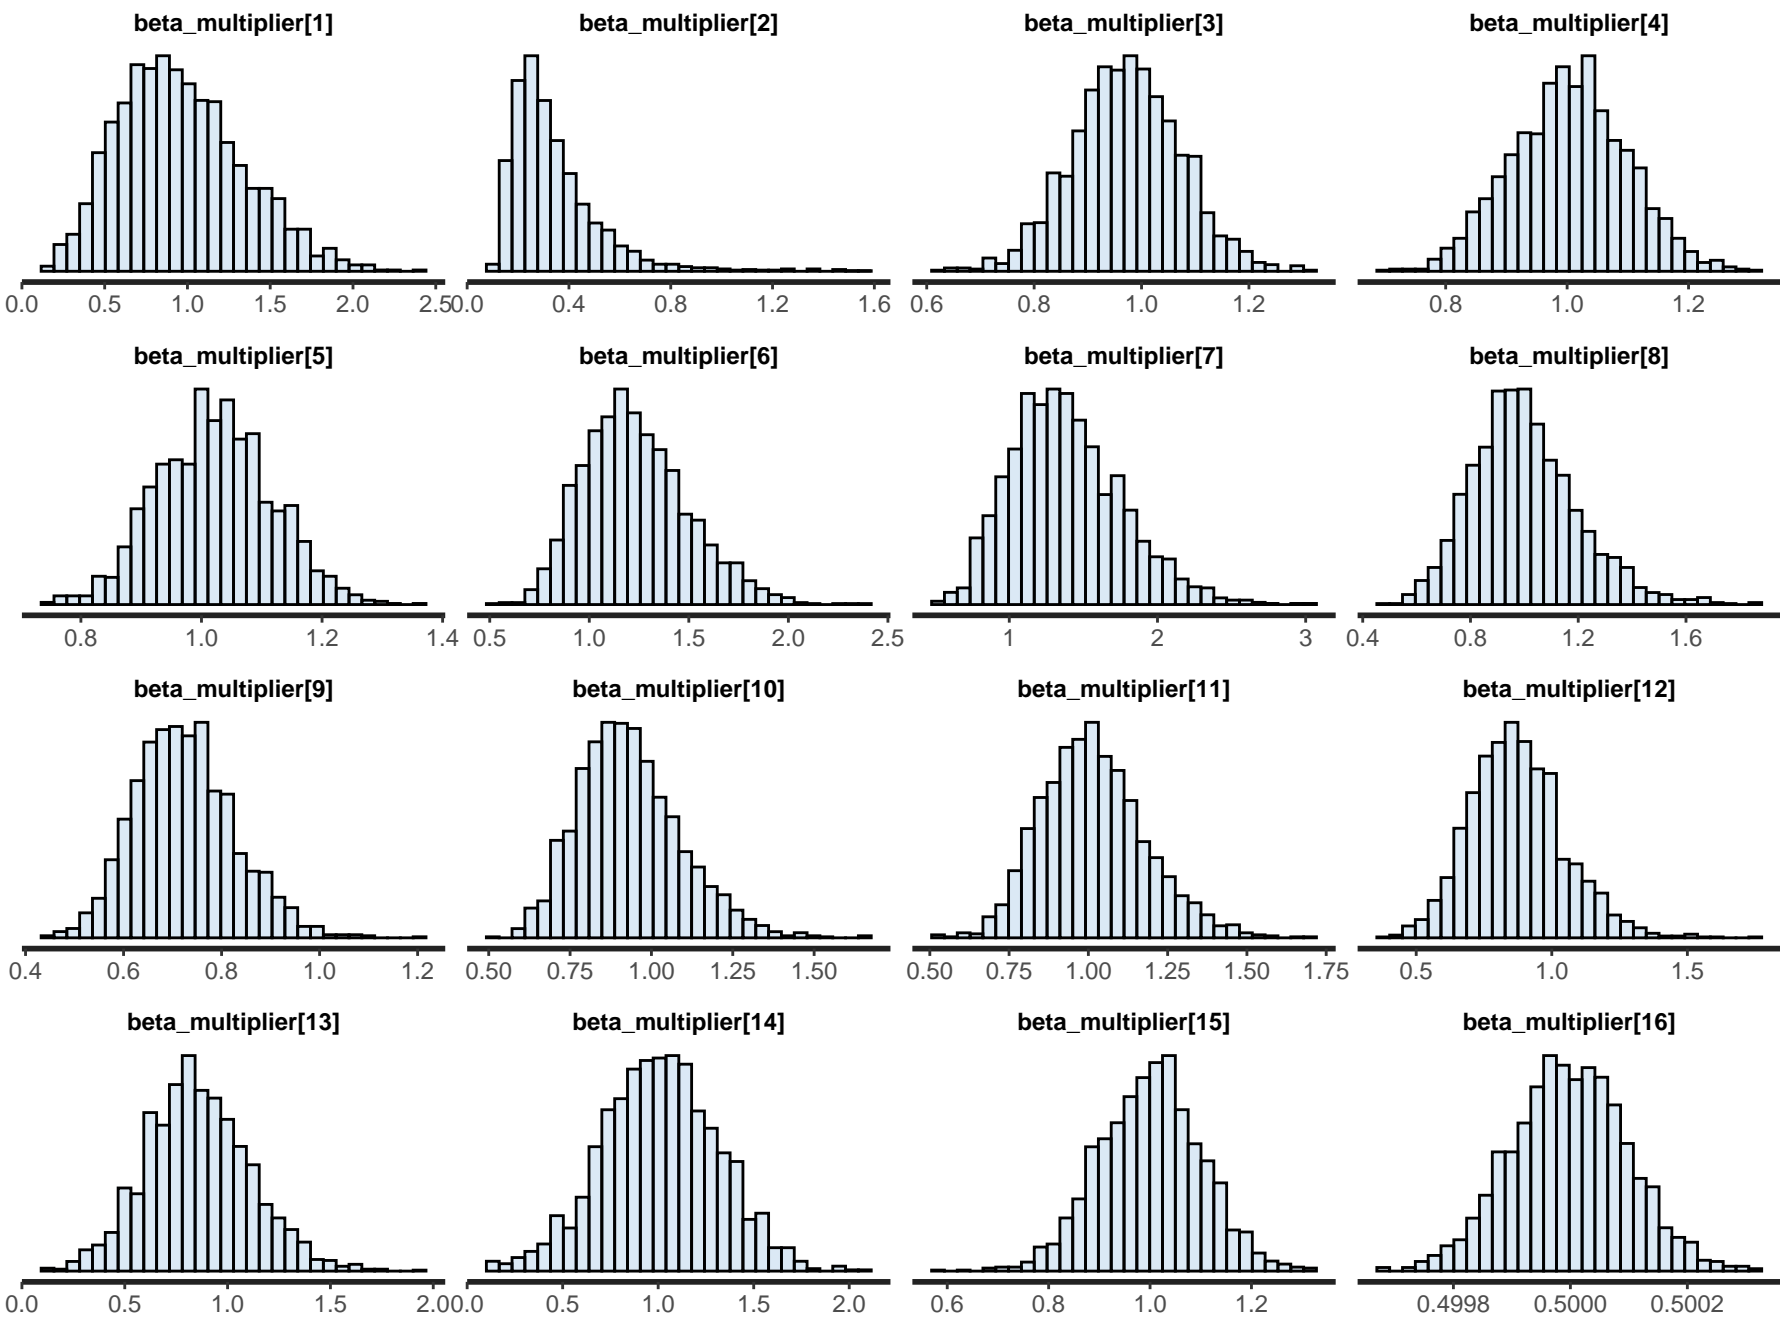 beta_multiplier[1] beta_multiplier[2] beta_multiplier[3] beta_multiplier[4]
0.0 0.5 1.0 1.5 2.0 2.5 0.0 0.4 0.8 1.2 1.6 0.6 0.8 1.0 1.2 0.8 1.0 1.2
beta_multiplier[5] beta_multiplier[6] beta_multiplier[7] beta_multiplier[8]
0.8 1.0 1.2 1.4 0.5 1.0 1.5 2.0 2.5 1 2 3 0.4 0.8 1.2 1.6
beta_multiplier[9] beta_multiplier[10] beta_multiplier[11] beta_multiplier[12]
0.4 0.6 0.8 1.0 1.2 0.50 0.75 1.00 1.25 1.50 0.50 0.75 1.00 1.25 1.50 1.75 0.5 1.0 1.5
beta_multiplier[13] beta_multiplier[14] beta_multiplier[15] beta_multiplier[16]
0.0 0.5 1.0 1.5 2.0 0.0 0.5 1.0 1.5 2.0 0.6 0.8 1.0 1.2 0.4998 0.5000 0.5002